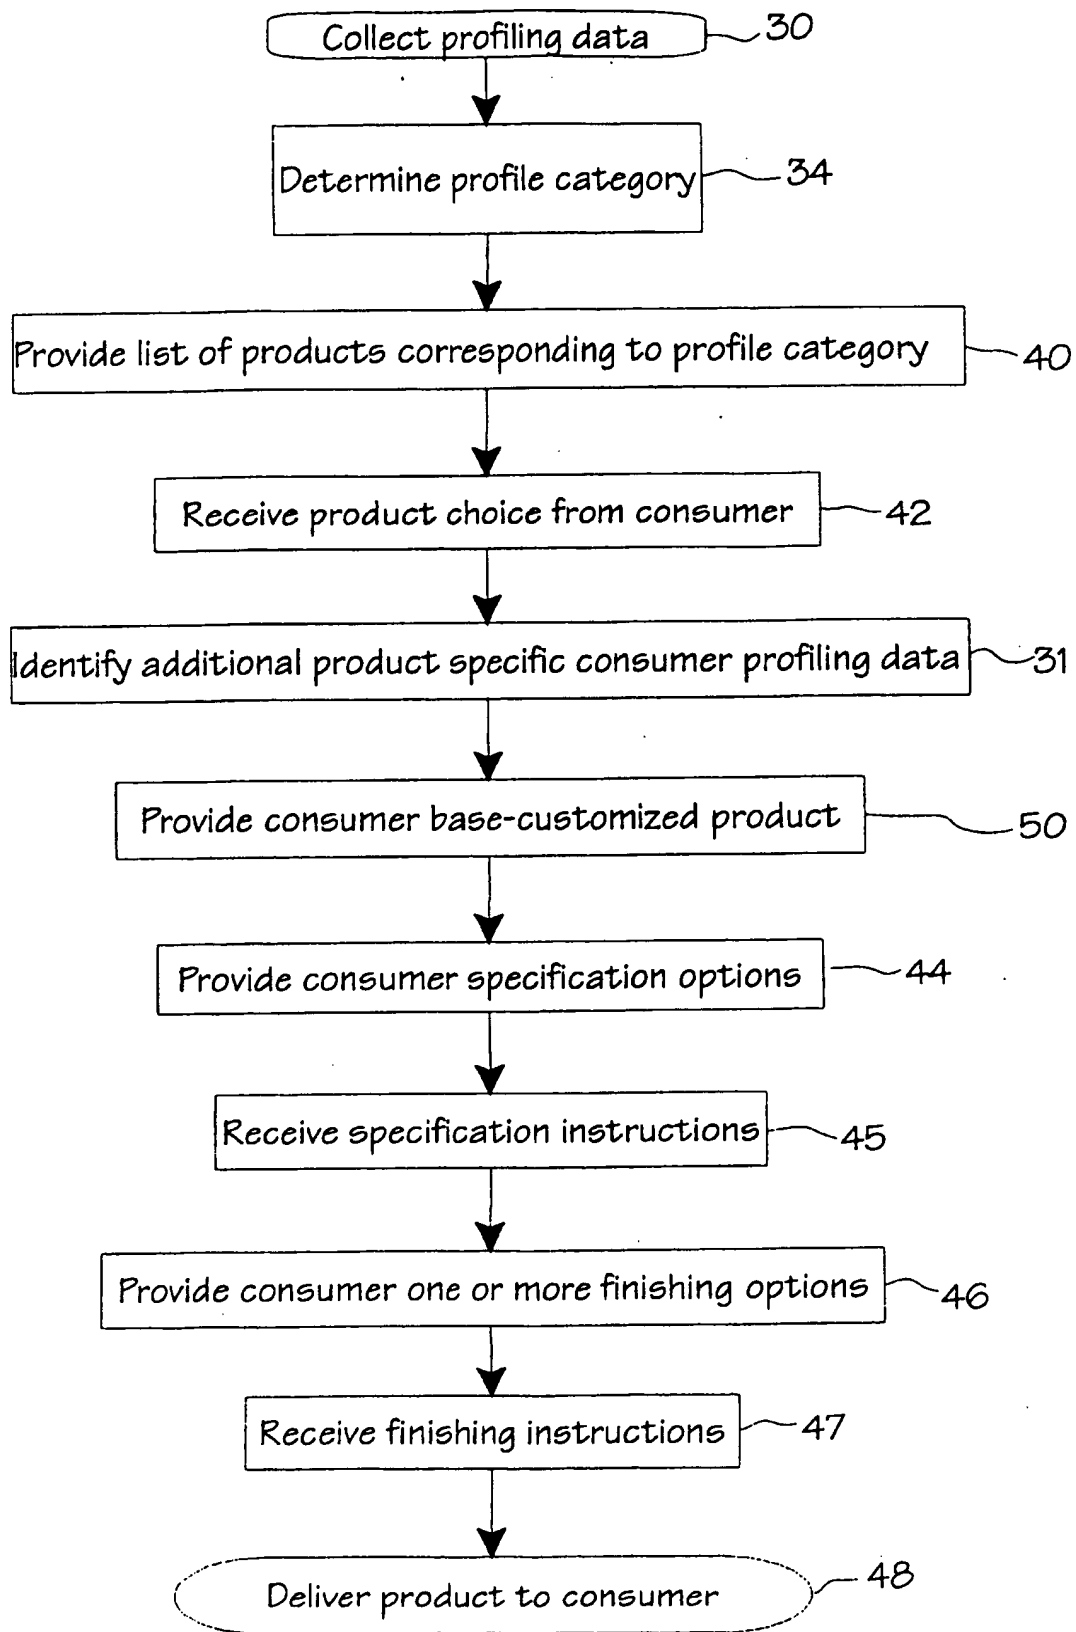 Collect profiling data 30
Determine profile category 34
Provide list of products corresponding to profile category 40
Receive product choice from consumer 42
Identify additional product specific consumer profiling data 31
Provide consumer base-customized product 50
Provide consumer specification options 44
Receive specification instructions 45
Provide consumer one or more finishing options 46
Receive finishing instructions 47
Deliver product to consumer 48